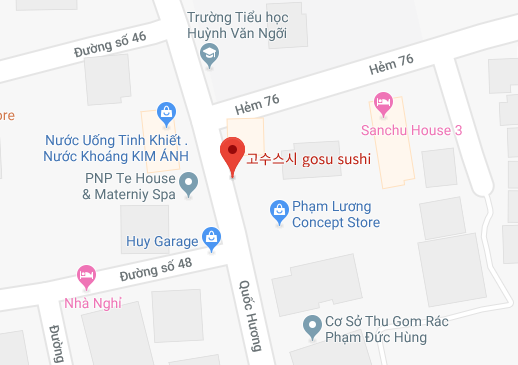 Trường Tiểu học
Huỳnh Văn Ngỡi
Đường số 46
Hẻm 76
Hẻm 76
ore
Sanchu House 3
Nước Uống Tinh Khiết .
Nước Khoáng KIM ÁNH
고수스시 gosu sushi
PNP Te House
& Materniy Spa
Phạm Lương
Concept Store
Huy Garage
Đường số 48
Nhà Nghỉ
Quốc Hương
Đường
Cơ Sở Thu Gom Rác
Phạm Đức Hùng